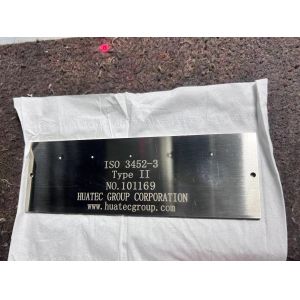 ISO 3452-3
Type II
NO.101169
HUATEC GROUP CORPORATION
www.huatecgroup.com